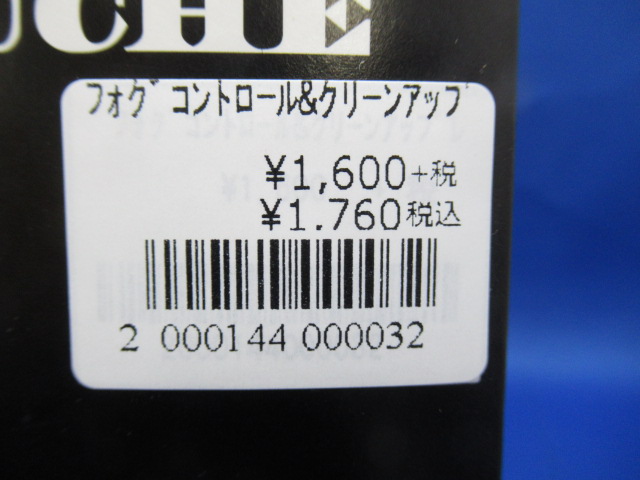 UCHE
フォグ コントロール&クリーンアップ
¥1,600+税
¥1.760税込
2 000144 000032